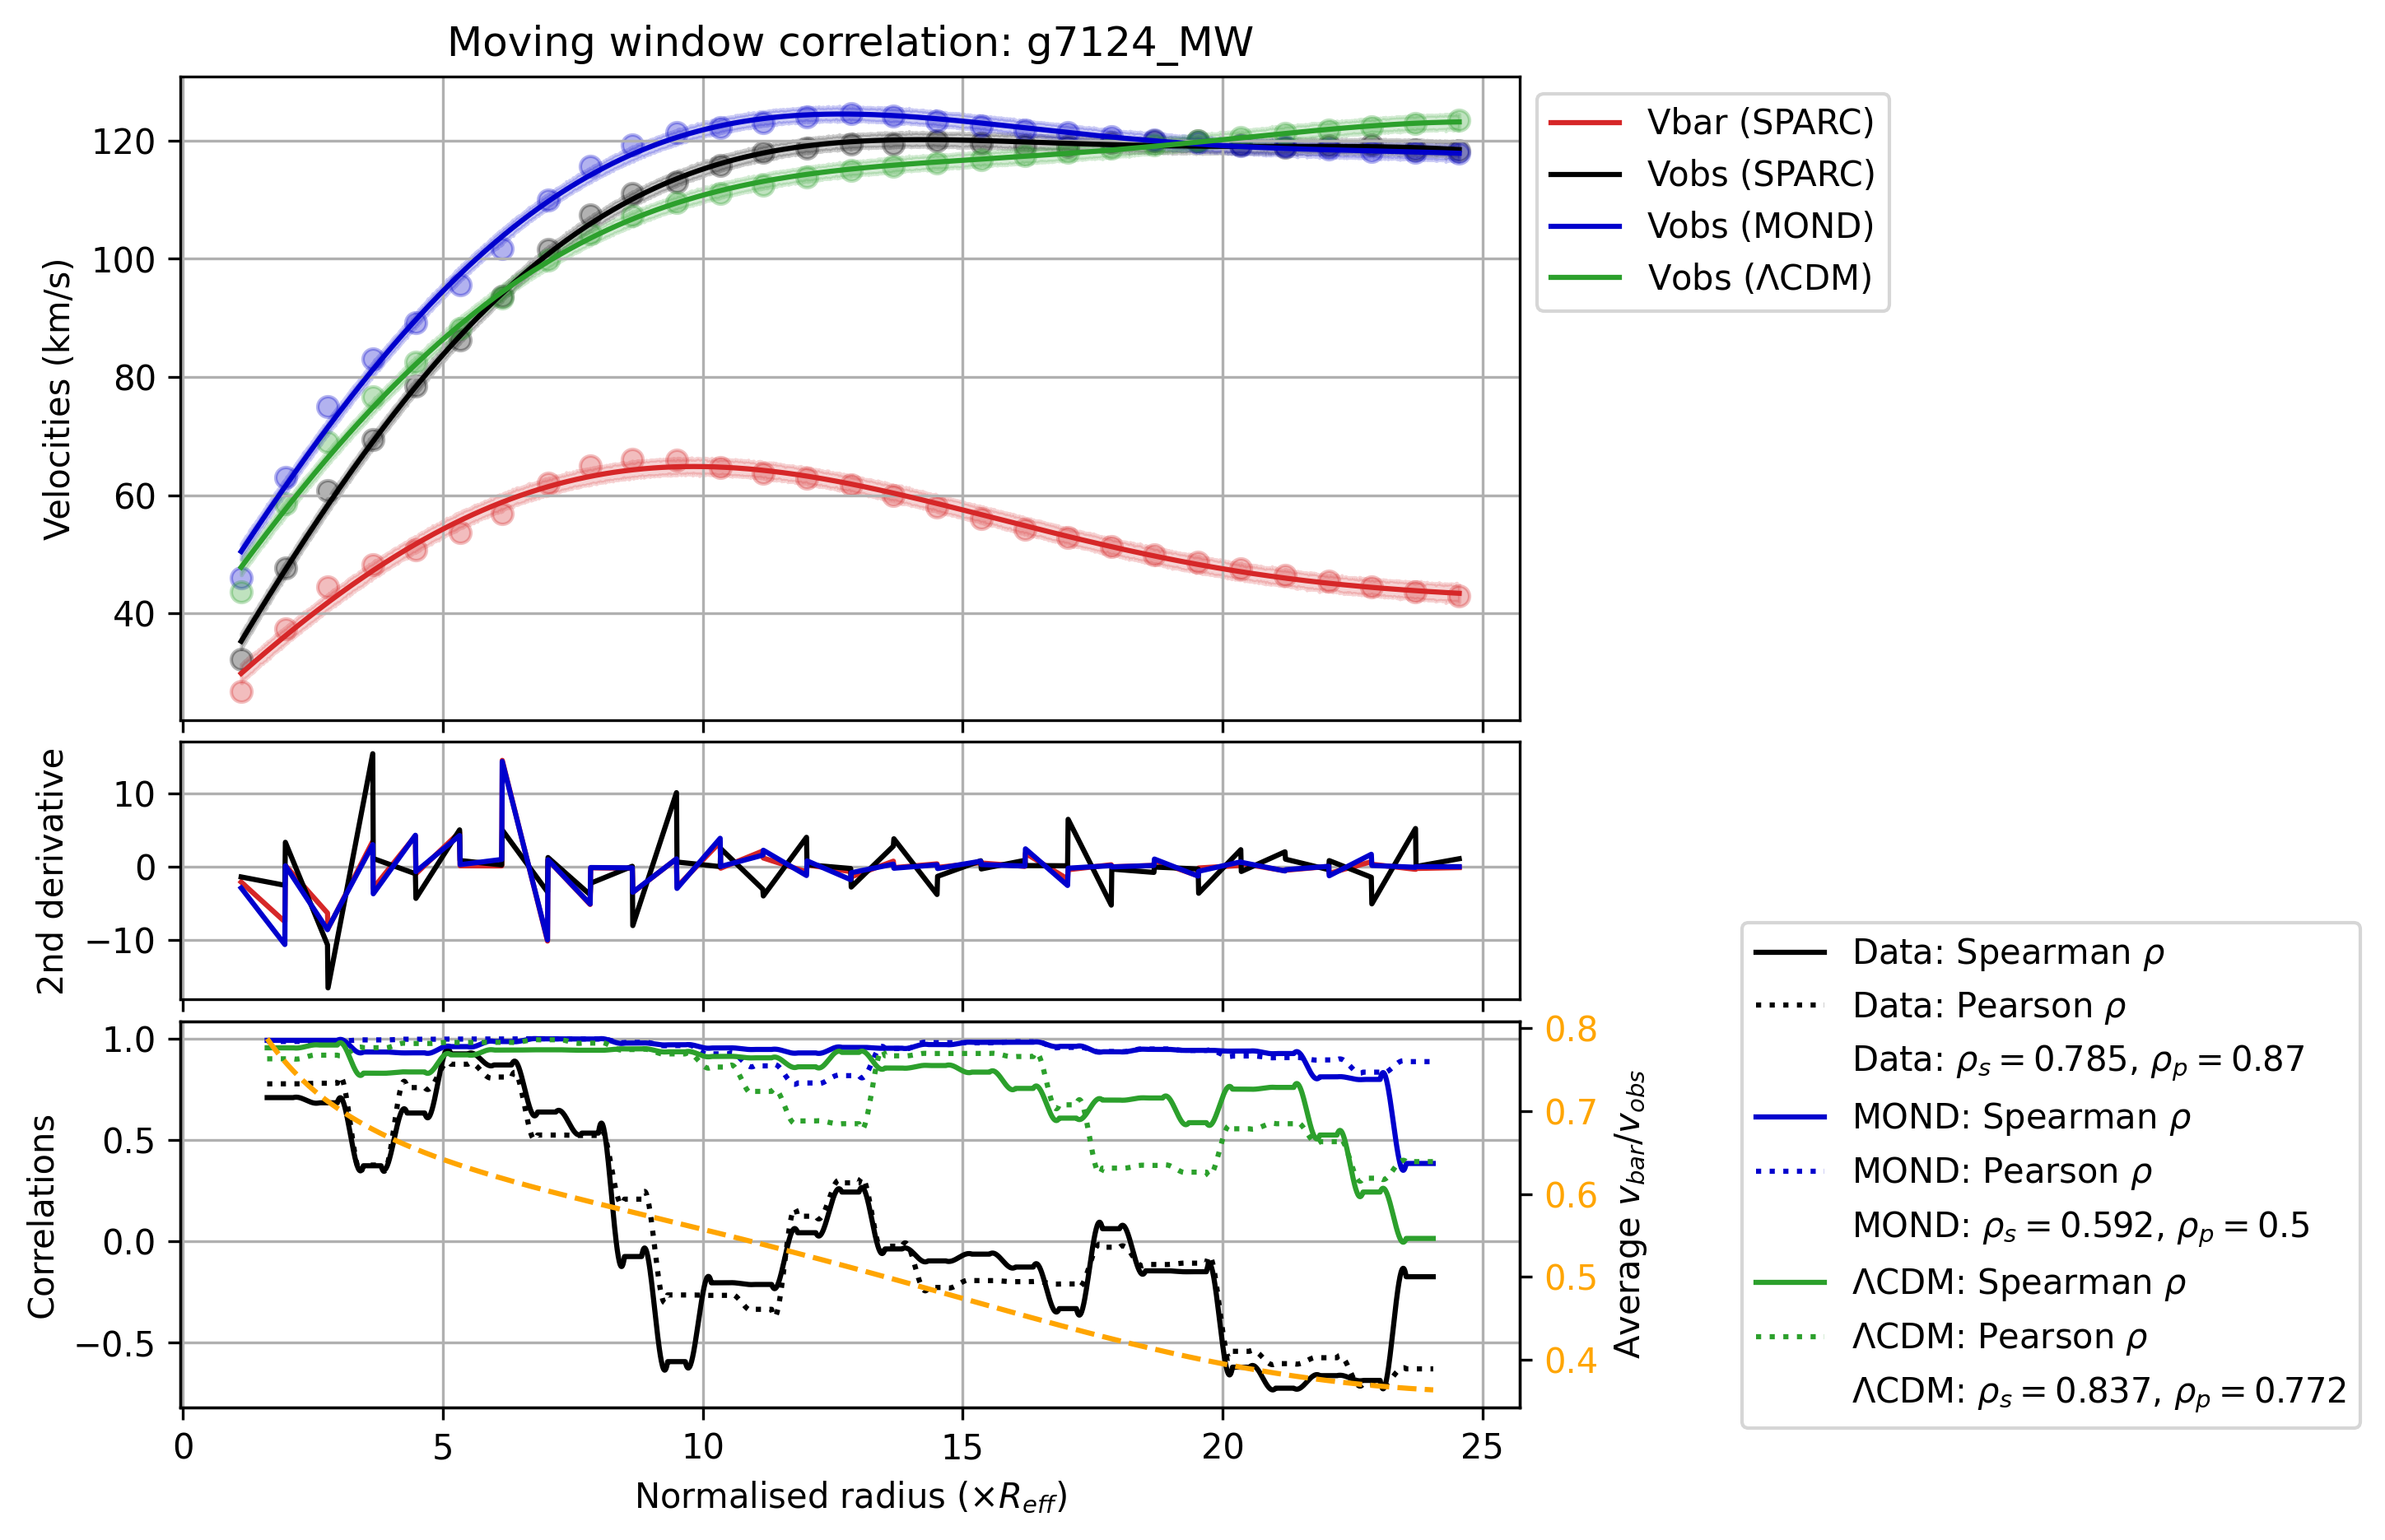 Moving window correlation: g7124_MW
120
100
80
60
40
Velocities (km/s)
Vbar (SPARC)
Vobs (SPARC)
Vobs (MOND)
Vobs (ΛCDM)
10
0
−10
2nd derivative
1.0
0.5
0.0
−0.5
Correlations
0.8
0.7
0.6
0.5
0.4
Average v_bar/v_obs
0 5 10 15 20 25
Normalised radius (×R_eff)
Data: Spearman ρ
Data: Pearson ρ
Data: ρ_s = 0.785, ρ_p = 0.87
MOND: Spearman ρ
MOND: Pearson ρ
MOND: ρ_s = 0.592, ρ_p = 0.5
ΛCDM: Spearman ρ
ΛCDM: Pearson ρ
ΛCDM: ρ_s = 0.837, ρ_p = 0.772